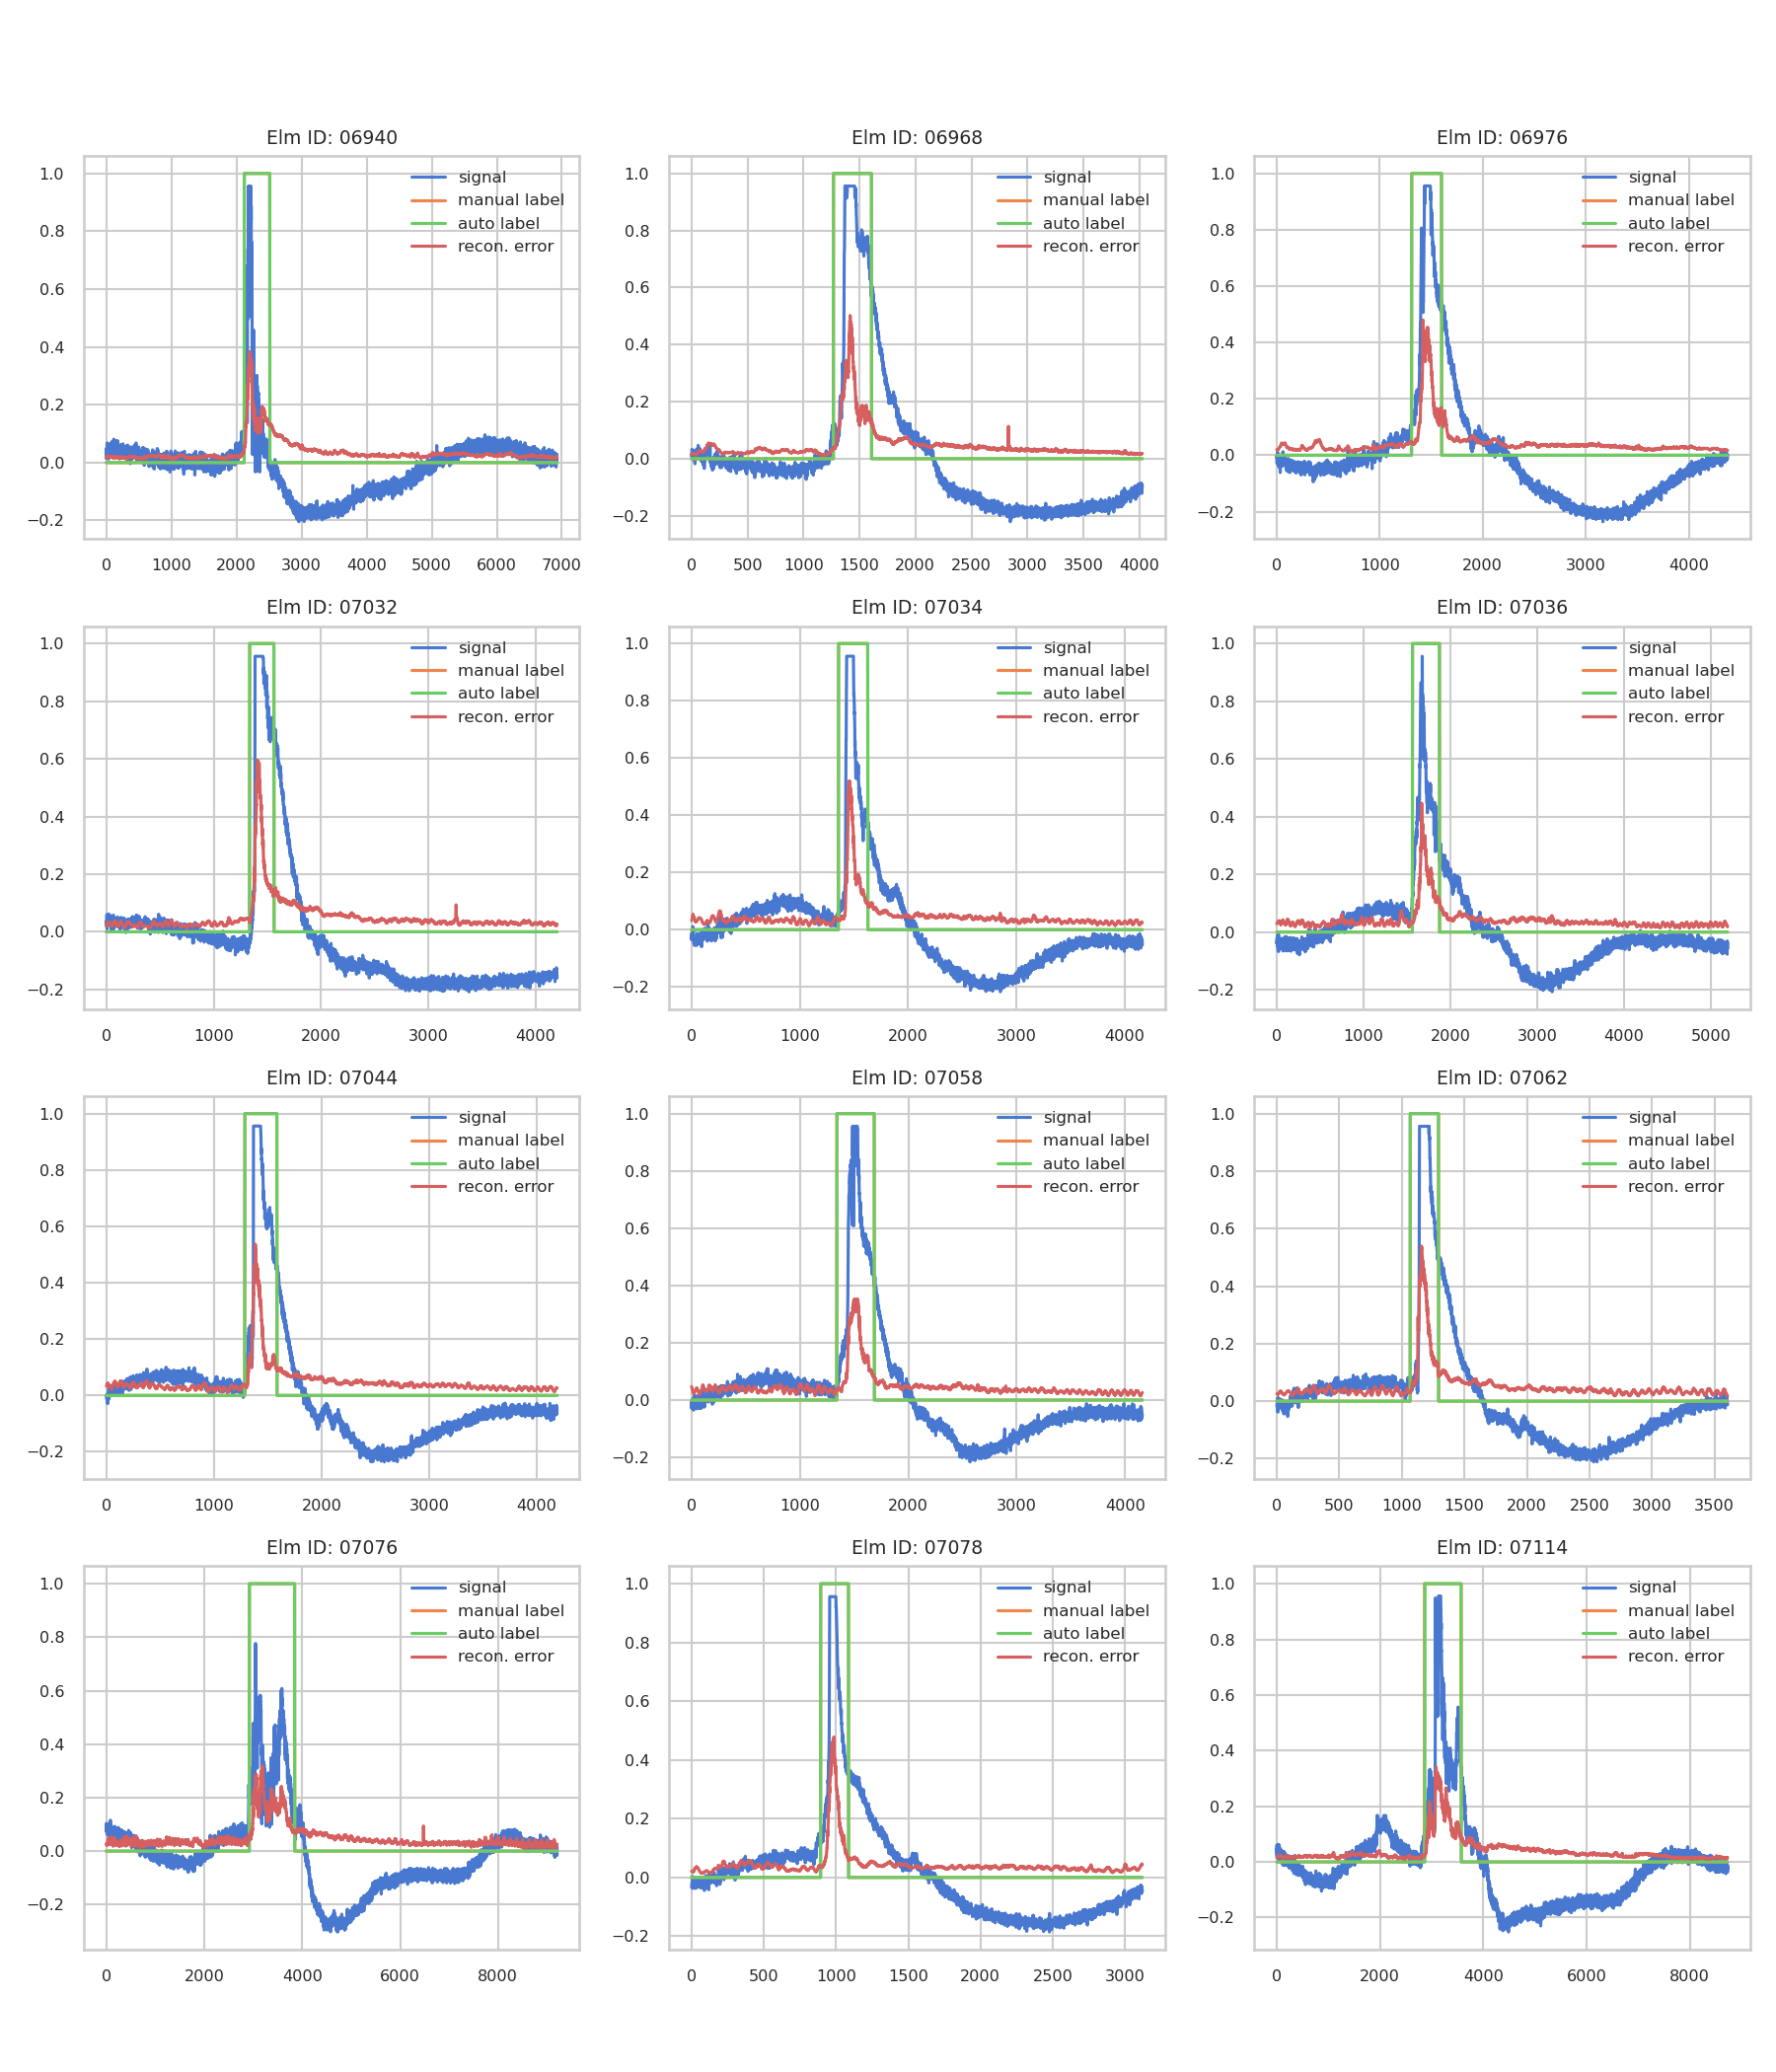 Elm ID: 06940
Elm ID: 06968
Elm ID: 06976
1.0
0.8
0.6
0.4
0.2
0.0
−0.2
signal
manual label
auto label
recon. error
0 1000 2000 3000 4000 5000 6000 7000
1.0
0.8
0.6
0.4
0.2
0.0
−0.2
signal
manual label
auto label
recon. error
0 500 1000 1500 2000 2500 3000 3500 4000
1.0
0.8
0.6
0.4
0.2
0.0
−0.2
signal
manual label
auto label
recon. error
0 1000 2000 3000 4000
Elm ID: 07032
Elm ID: 07034
Elm ID: 07036
1.0
0.8
0.6
0.4
0.2
0.0
−0.2
signal
manual label
auto label
recon. error
0 1000 2000 3000 4000
1.0
0.8
0.6
0.4
0.2
0.0
−0.2
signal
manual label
auto label
recon. error
0 1000 2000 3000 4000
1.0
0.8
0.6
0.4
0.2
0.0
−0.2
signal
manual label
auto label
recon. error
0 1000 2000 3000 4000 5000
Elm ID: 07044
Elm ID: 07058
Elm ID: 07062
1.0
0.8
0.6
0.4
0.2
0.0
−0.2
signal
manual label
auto label
recon. error
0 1000 2000 3000 4000
1.0
0.8
0.6
0.4
0.2
0.0
−0.2
signal
manual label
auto label
recon. error
0 1000 2000 3000 4000
1.0
0.8
0.6
0.4
0.2
0.0
−0.2
signal
manual label
auto label
recon. error
0 500 1000 1500 2000 2500 3000 3500
Elm ID: 07076
Elm ID: 07078
Elm ID: 07114
1.0
0.8
0.6
0.4
0.2
0.0
−0.2
signal
manual label
auto label
recon. error
0 2000 4000 6000 8000
1.0
0.8
0.6
0.4
0.2
0.0
−0.2
signal
manual label
auto label
recon. error
0 500 1000 1500 2000 2500 3000
1.0
0.8
0.6
0.4
0.2
0.0
−0.2
signal
manual label
auto label
recon. error
0 2000 4000 6000 8000